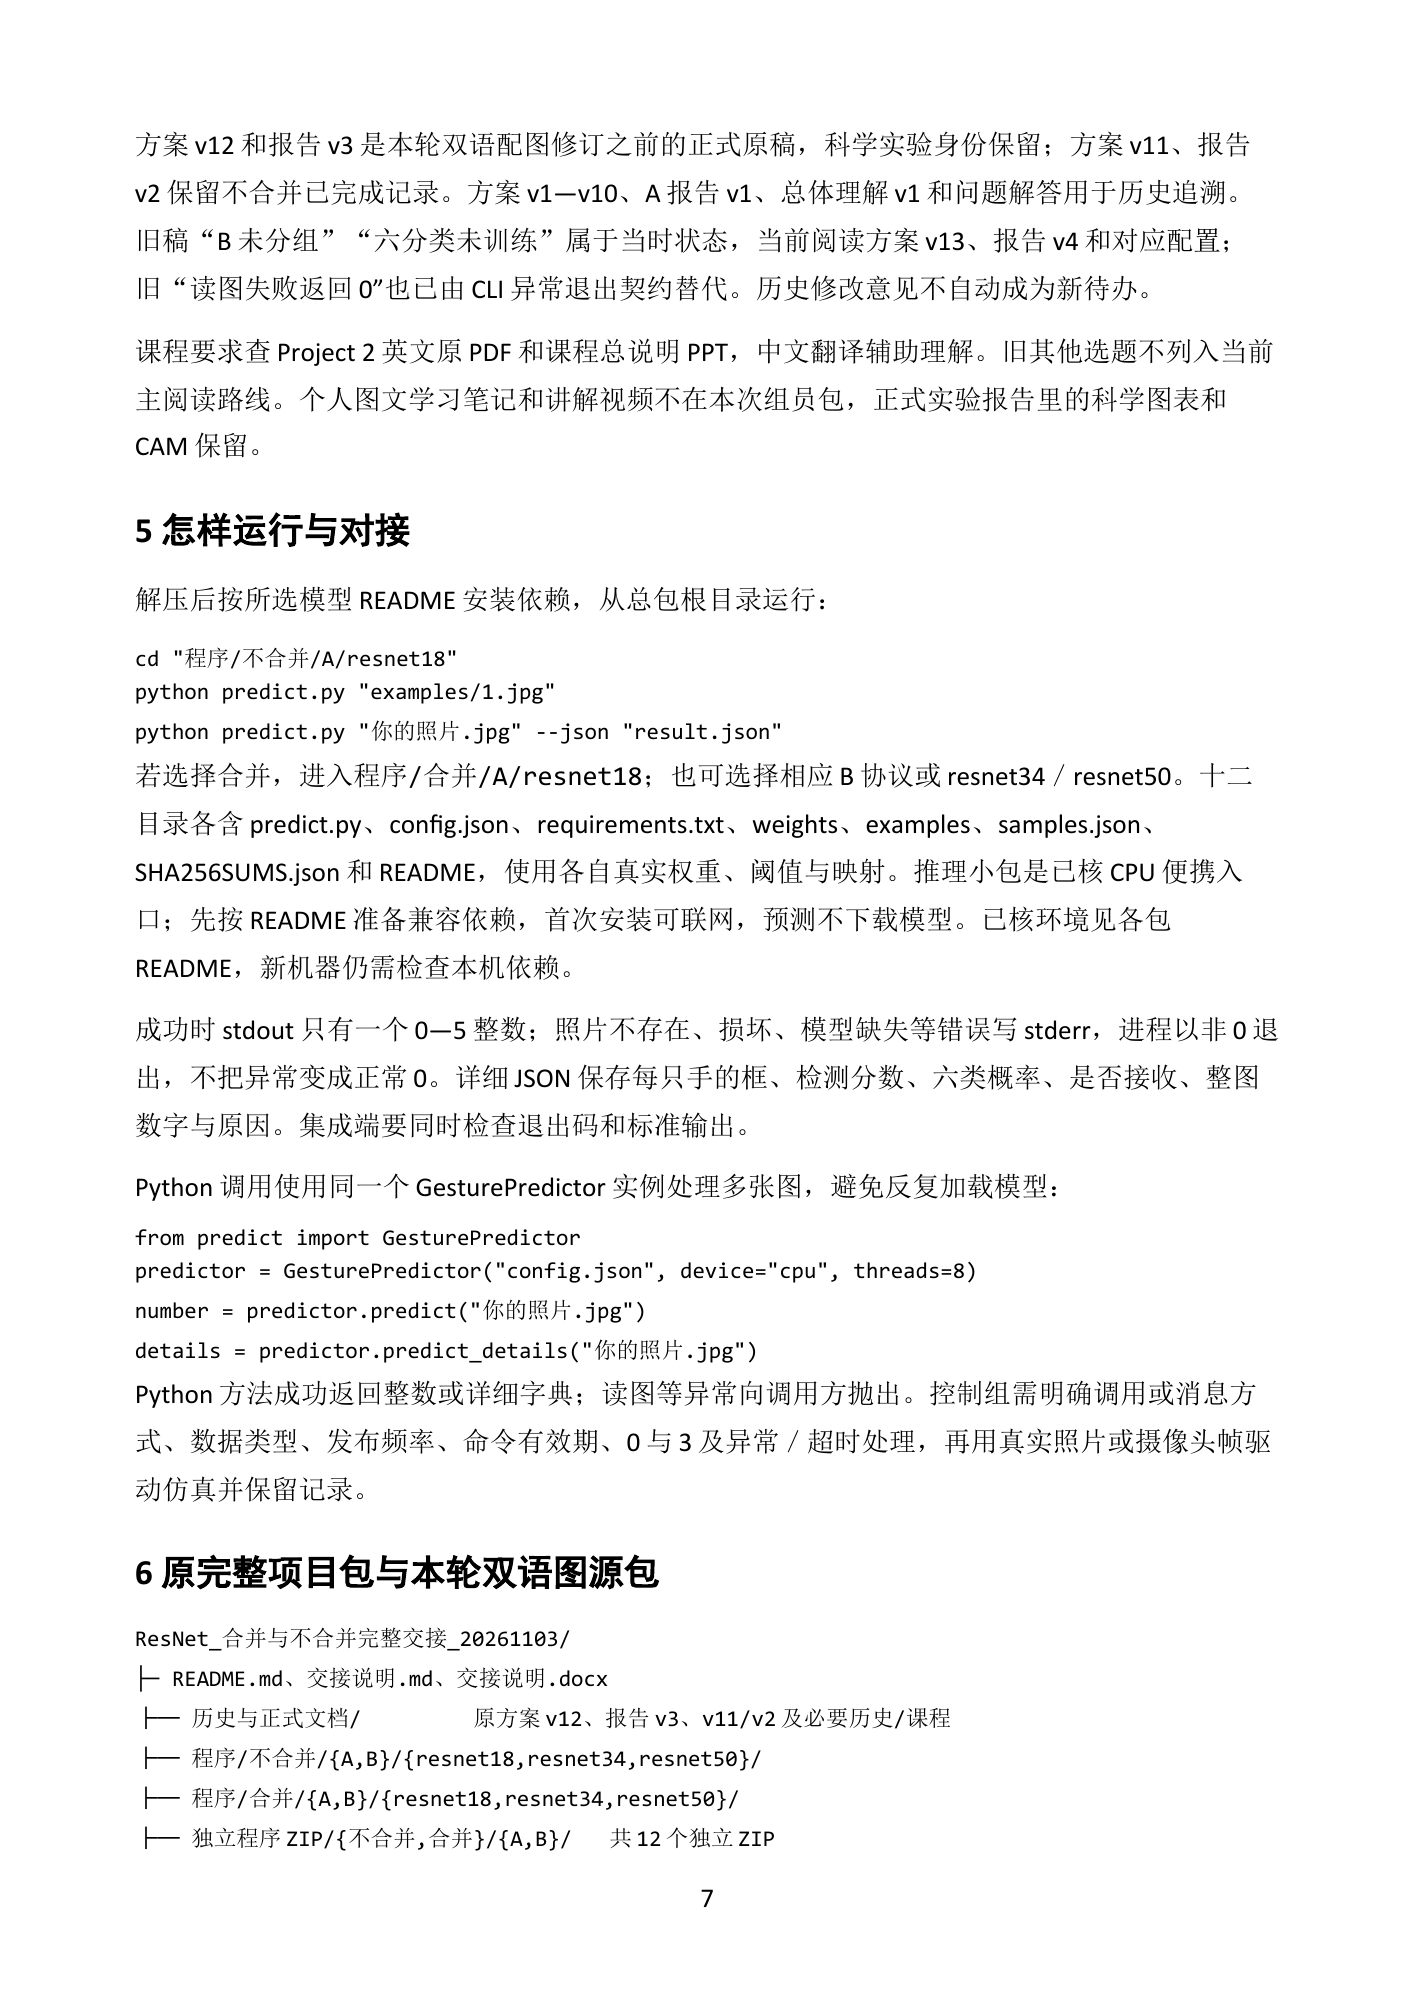 方案 v12 和报告 v3 是本轮双语配图修订之前的正式原稿，科学实验身份保留；方案 v11、报告
v2 保留不合并已完成记录。方案 v1—v10、A 报告 v1、总体理解 v1 和问题解答用于历史追溯。
旧稿“B 未分组”“六分类未训练”属于当时状态，当前阅读方案 v13、报告 v4 和对应配置；
旧“读图失败返回 0”也已由 CLI 异常退出契约替代。历史修改意见不自动成为新待办。
课程要求查 Project 2 英文原 PDF 和课程总说明 PPT，中文翻译辅助理解。旧其他选题不列入当前
主阅读路线。个人图文学习笔记和讲解视频不在本次组员包，正式实验报告里的科学图表和
CAM 保留。
5 怎样运行与对接
解压后按所选模型 README 安装依赖，从总包根目录运行：
cd "程序/不合并/A/resnet18"
python predict.py "examples/1.jpg"
python predict.py "你的照片.jpg" --json "result.json"
若选择合并，进入程序/合并/A/resnet18；也可选择相应 B 协议或 resnet34／resnet50。十二
目录各含 predict.py、config.json、requirements.txt、weights、examples、samples.json、
SHA256SUMS.json 和 README，使用各自真实权重、阈值与映射。推理小包是已核 CPU 便携入
口；先按 README 准备兼容依赖，首次安装可联网，预测不下载模型。已核环境见各包
README，新机器仍需检查本机依赖。
成功时 stdout 只有一个 0—5 整数；照片不存在、损坏、模型缺失等错误写 stderr，进程以非 0 退
出，不把异常变成正常 0。详细 JSON 保存每只手的框、检测分数、六类概率、是否接收、整图
数字与原因。集成端要同时检查退出码和标准输出。
Python 调用使用同一个 GesturePredictor 实例处理多张图，避免反复加载模型：
from predict import GesturePredictor
predictor = GesturePredictor("config.json", device="cpu", threads=8)
number = predictor.predict("你的照片.jpg")
details = predictor.predict_details("你的照片.jpg")
Python 方法成功返回整数或详细字典；读图等异常向调用方抛出。控制组需明确调用或消息方
式、数据类型、发布频率、命令有效期、0 与 3 及异常／超时处理，再用真实照片或摄像头帧驱
动仿真并保留记录。
6 原完整项目包与本轮双语图源包
ResNet_合并与不合并完整交接_20261103/
├─ README.md、交接说明.md、交接说明.docx
├── 历史与正式文档/ 原方案 v12、报告 v3、v11/v2 及必要历史/课程
├── 程序/不合并/{A,B}/{resnet18,resnet34,resnet50}/
├── 程序/合并/{A,B}/{resnet18,resnet34,resnet50}/
├── 独立程序 ZIP/{不合并,合并}/{A,B}/ 共 12 个独立 ZIP
7